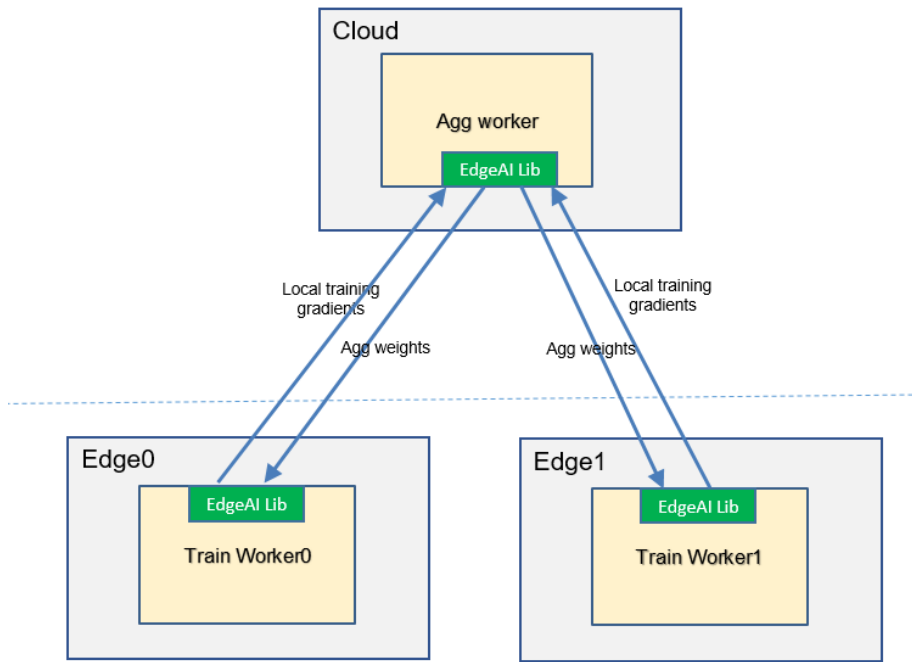 Cloud
Agg worker
EdgeAI Lib
Local training
gradients
Agg weights
Local training
gradients
Agg weights
Edge0
EdgeAI Lib
Train Worker0
Edge1
EdgeAI Lib
Train Worker1